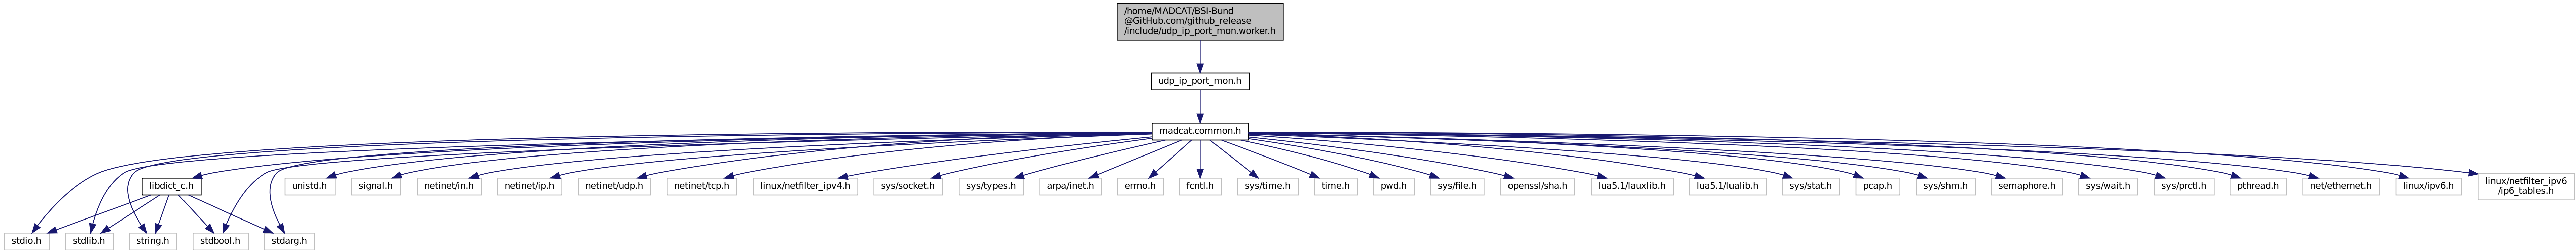 /home/MADCAT/BSI-Bund
@GitHub.com/github_release
/include/udp_ip_port_mon.worker.h
udp_ip_port_mon.h
madcat.common.h
libdict_c.h
unistd.h
signal.h
netinet/in.h
netinet/ip.h
netinet/udp.h
netinet/tcp.h
linux/netfilter_ipv4.h
sys/socket.h
sys/types.h
arpa/inet.h
errno.h
fcntl.h
sys/time.h
time.h
pwd.h
sys/file.h
openssl/sha.h
lua5.1/lauxlib.h
lua5.1/lualib.h
sys/stat.h
pcap.h
sys/shm.h
semaphore.h
sys/wait.h
sys/prctl.h
pthread.h
net/ethernet.h
linux/ipv6.h
linux/netfilter_ipv6
/ip6_tables.h
stdio.h
stdlib.h
string.h
stdbool.h
stdarg.h